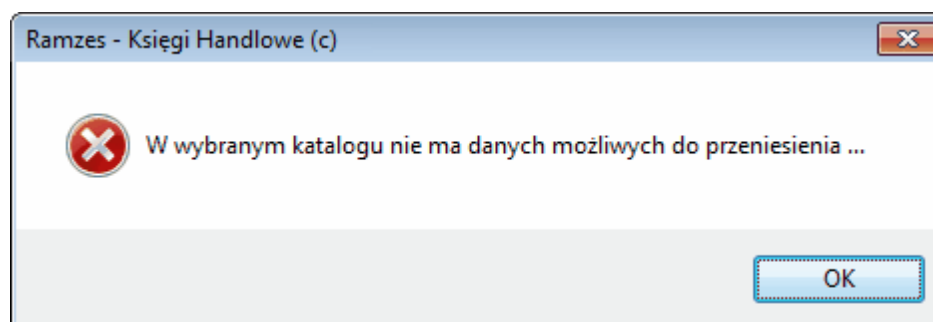 Ramzes - Księgi Handlowe (c)
W wybranym katalogu nie ma danych możliwych do przeniesienia ...
OK